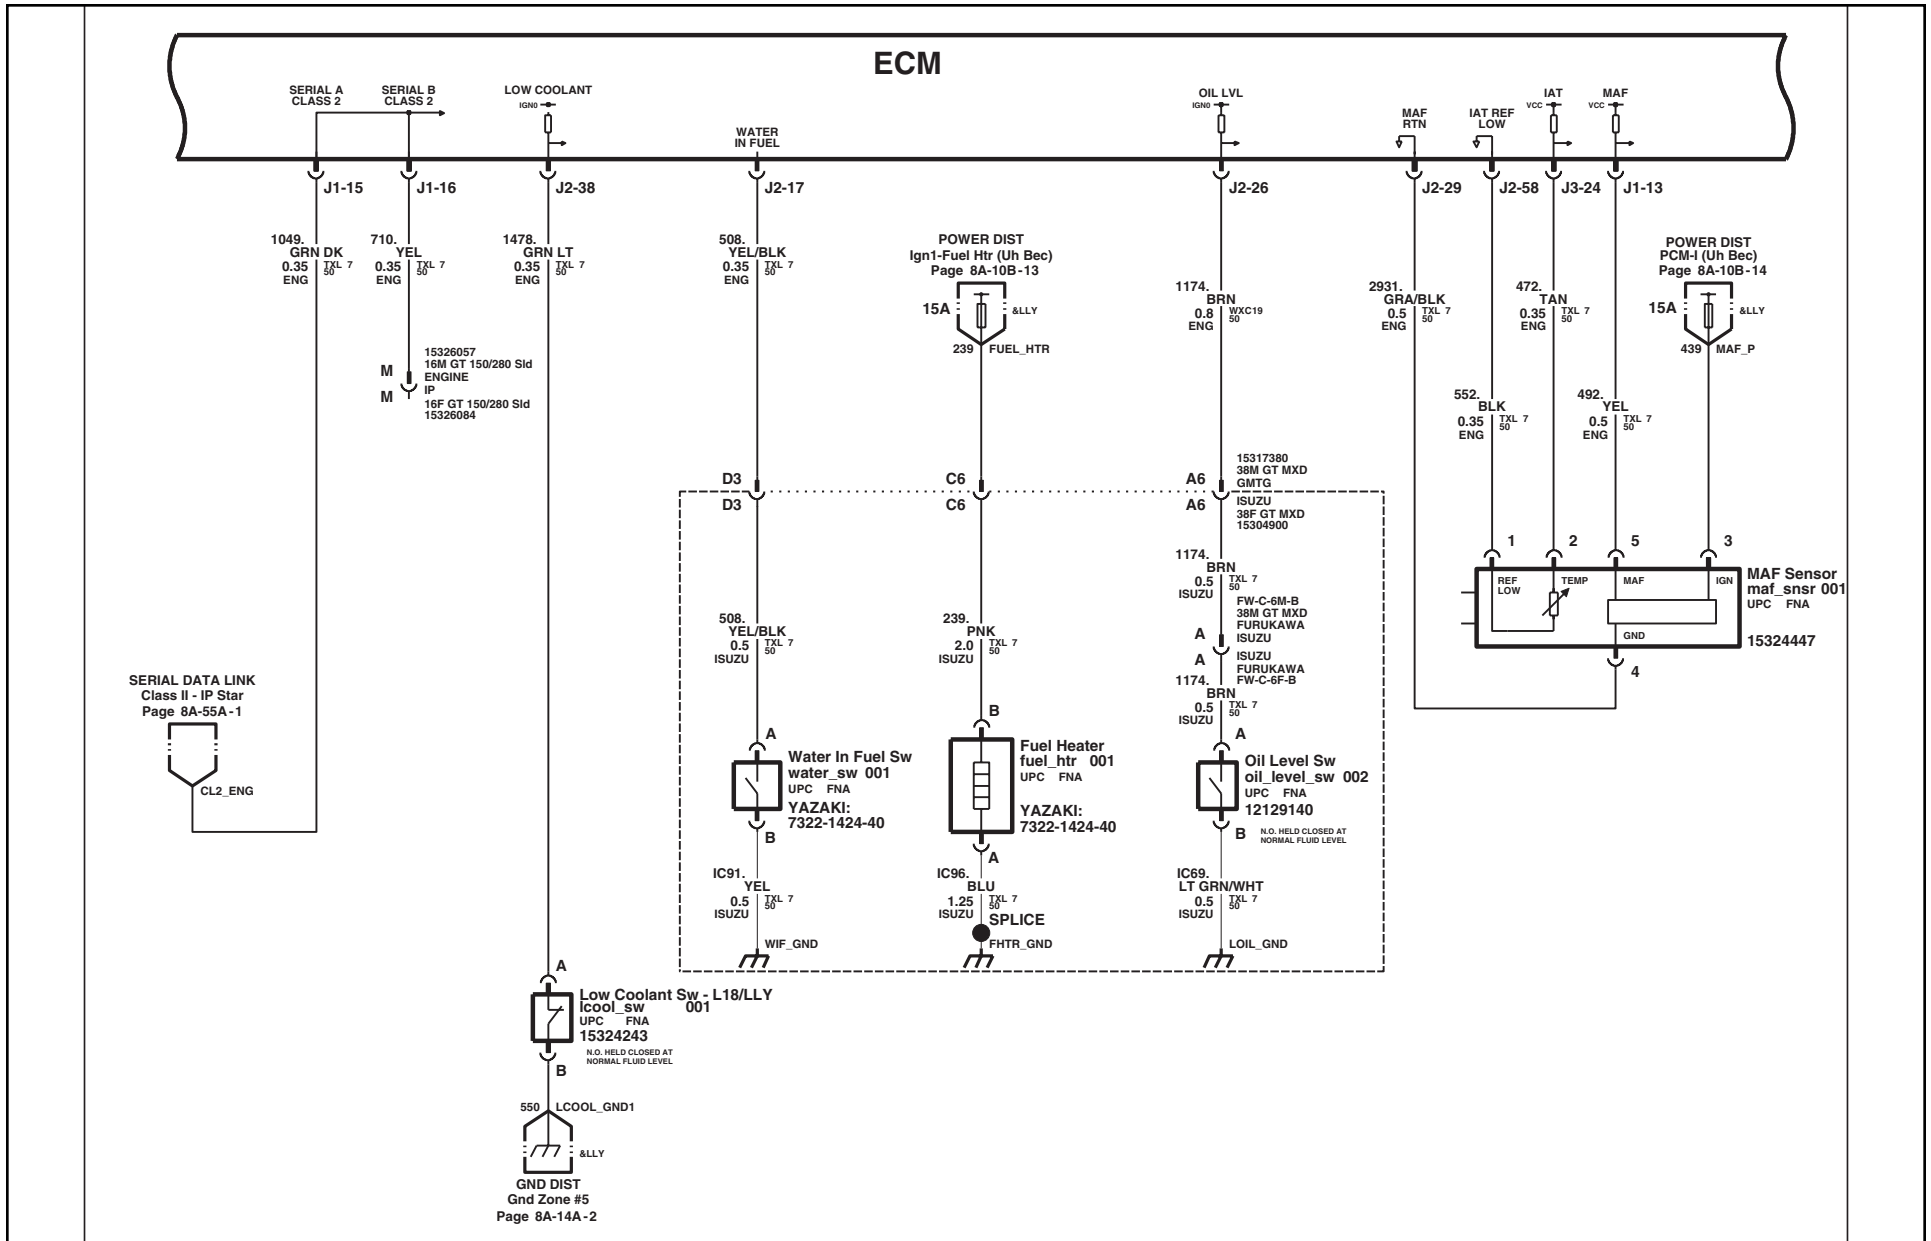 ECM
SERIAL A
CLASS 2
SERIAL B
CLASS 2
LOW COOLANT
IGN0
WATER
IN FUEL
OIL LVL
IGN0
MAF
RTN
IAT REF
LOW
IAT
VCC
MAF
VCC
J1-15
J1-16
J2-38
J2-17
J2-26
J2-29
J2-58
J3-24
J1-13
1049.
GRN DK
0.35 TXL 7
50
ENG
710.
YEL
0.35 TXL 7
50
ENG
1478.
GRN LT
0.35 TXL 7
50
ENG
508.
YEL/BLK
0.35 TXL 7
50
ENG
POWER DIST
Ign1-Fuel Htr (Uh Bec)
Page 8A-10B-13
15A
&LLY
239 FUEL_HTR
1174.
BRN
0.8 WXC19
50
ENG
2931.
GRA/BLK
0.5 TXL 7
50
ENG
472.
TAN
0.35 TXL 7
50
ENG
POWER DIST
PCM-I (Uh Bec)
Page 8A-10B-14
15A
&LLY
439 MAF_P
M
M
15326057
16M GT 150/280 Sld
ENGINE
IP
16F GT 150/280 Sld
15326084
552.
BLK
0.35 TXL 7
50
ENG
492.
YEL
0.5 TXL 7
50
ENG
D3
D3
C6
C6
A6
A6
15317380
38M GT MXD
GMTG
ISUZU
38F GT MXD
15304900
1174.
BRN
0.5 TXL 7
50
ISUZU
FW-C-6M-B
38M GT MXD
FURUKAWA
ISUZU
A
A
ISUZU
FURUKAWA
FW-C-6F-B
1174.
BRN
0.5 TXL 7
50
ISUZU
1
2
5
3
REF
LOW
TEMP
MAF
IGN
GND
4
MAF Sensor
maf_snsr 001
UPC FNA
15324447
508.
YEL/BLK
0.5 TXL 7
50
ISUZU
239.
PNK
2.0 TXL 7
50
ISUZU
SERIAL DATA LINK
Class II - IP Star
Page 8A-55A-1
CL2_ENG
A
Water In Fuel Sw
water_sw 001
UPC FNA
YAZAKI:
7322-1424-40
B
B
Fuel Heater
fuel_htr 001
UPC FNA
YAZAKI:
7322-1424-40
A
A
Oil Level Sw
oil_level_sw 002
UPC FNA
12129140
B
N.O. HELD CLOSED AT
NORMAL FLUID LEVEL
IC91.
YEL
0.5 TXL 7
50
ISUZU
WIF_GND
IC96.
BLU
1.25 TXL 7
50
ISUZU
SPLICE
FHTR_GND
IC69.
LT GRN/WHT
0.5 TXL 7
50
ISUZU
LOIL_GND
A
Low Coolant Sw - L18/LLY
lcool_sw 001
UPC FNA
15324243
N.O. HELD CLOSED AT
NORMAL FLUID LEVEL
B
550 LCOOL_GND1
&LLY
GND DIST
Gnd Zone #5
Page 8A-14A-2